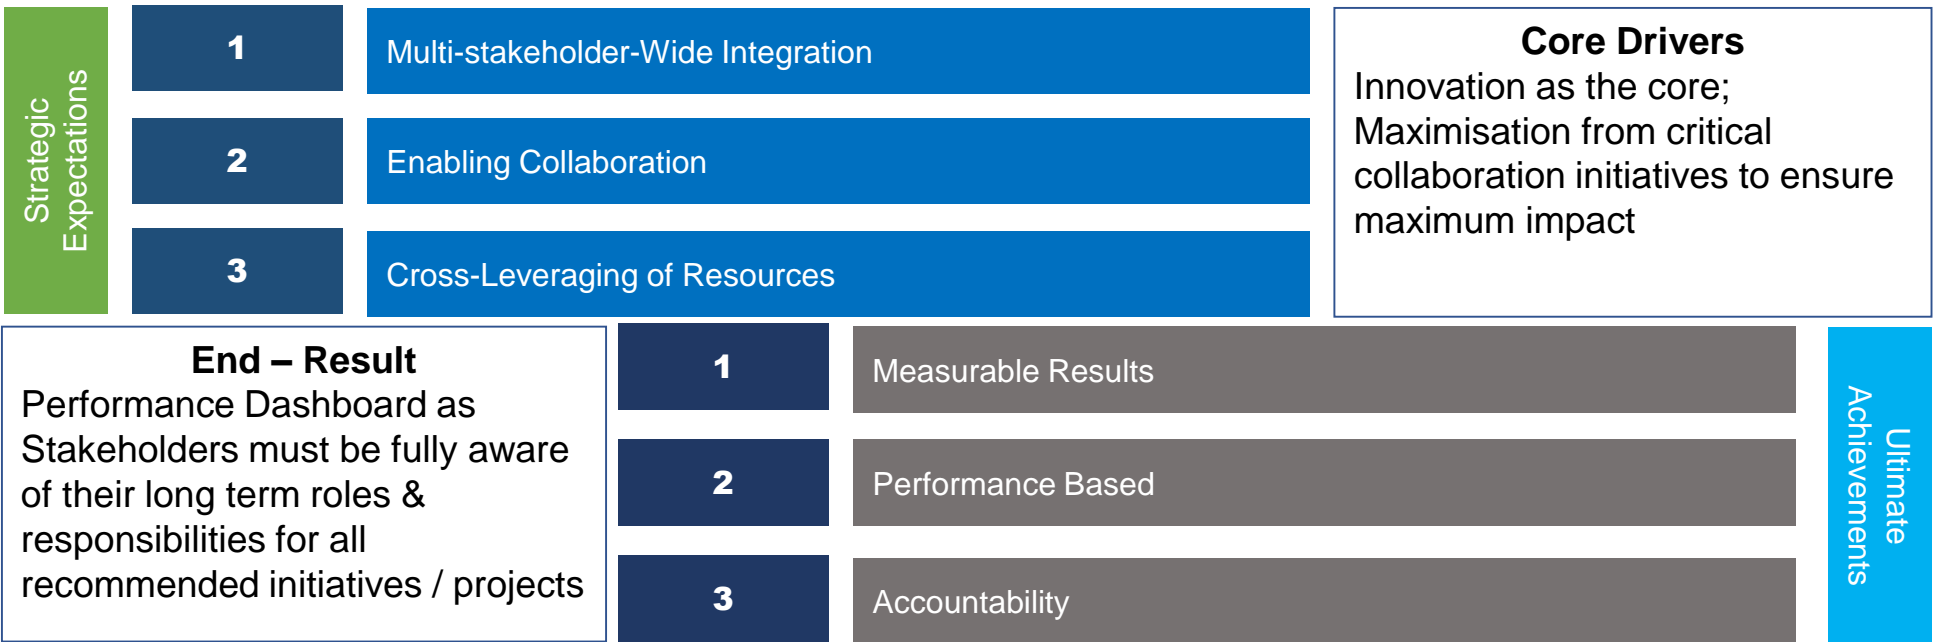 Strategic
Expectations
1
Multi-stakeholder-Wide Integration
2
Enabling Collaboration
3
Cross-Leveraging of Resources
Core Drivers
Innovation as the core;
Maximisation from critical
collaboration initiatives to ensure
maximum impact
End – Result
Performance Dashboard as
Stakeholders must be fully aware
of their long term roles &
responsibilities for all
recommended initiatives / projects
1
Measurable Results
2
Performance Based
3
Accountability
Ultimate
Achievements